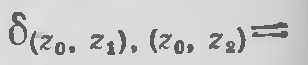 δ(z₀, z₁), (z₀, z₂)=